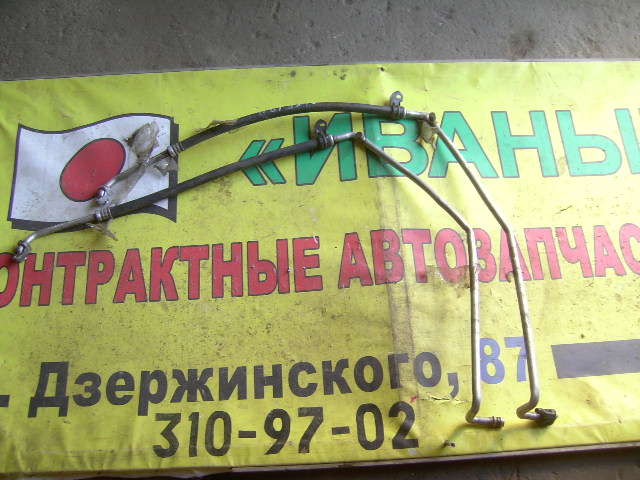 «ИВАНЫ
ОНТРАКТНЫЕ АВТОЗАПЧАС
. Дзержинского, 87
310-97-02